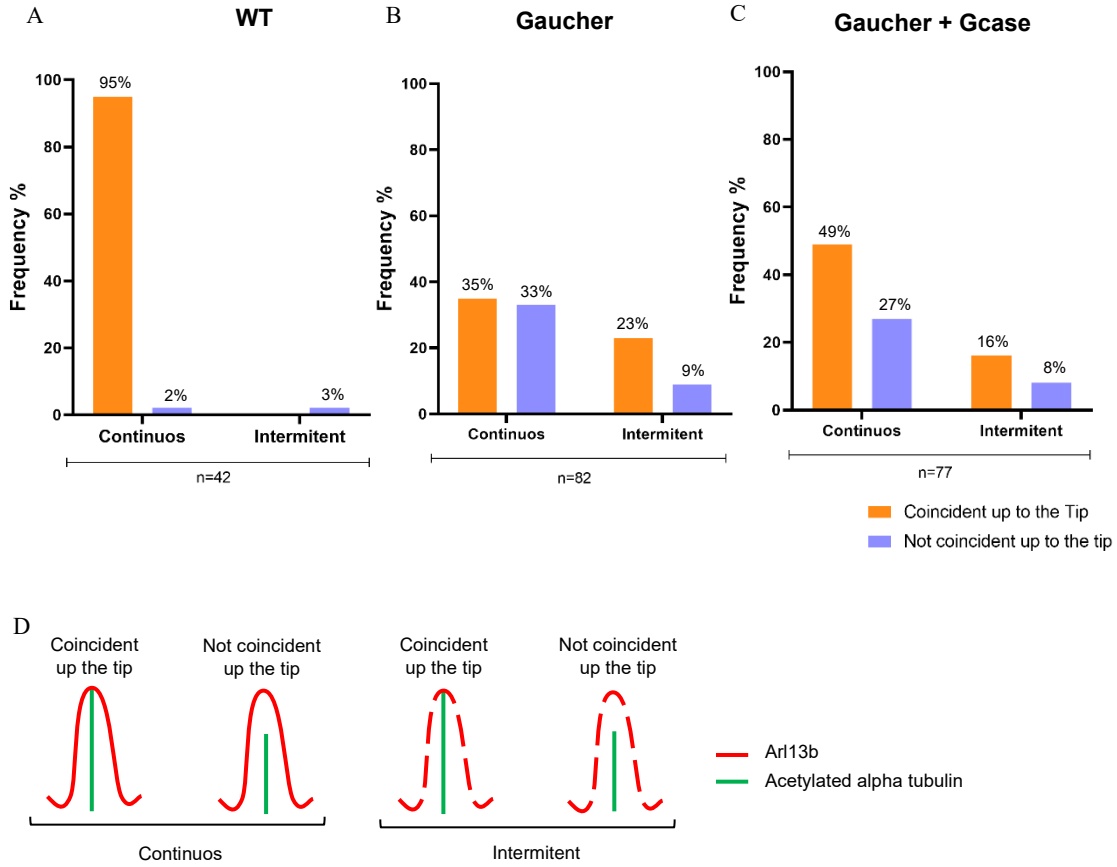 A
WT
Frequency %
100
80
60
40
20
0
95%
2%
3%
Continuos
Intermitent
n=42
B
Gaucher
Frequency %
100
80
60
40
20
0
35%
33%
23%
9%
Continuos
Intermitent
n=82
C
Gaucher + Gcase
Frequency %
100
80
60
40
20
0
49%
27%
16%
8%
Continuos
Intermitent
n=77
Coincident up to the Tip
Not coincident up to the tip
D
Coincident
up the tip
Not coincident
up the tip
Coincident
up the tip
Not coincident
up the tip
Arl13b
Acetylated alpha tubulin
Continuos
Intermitent